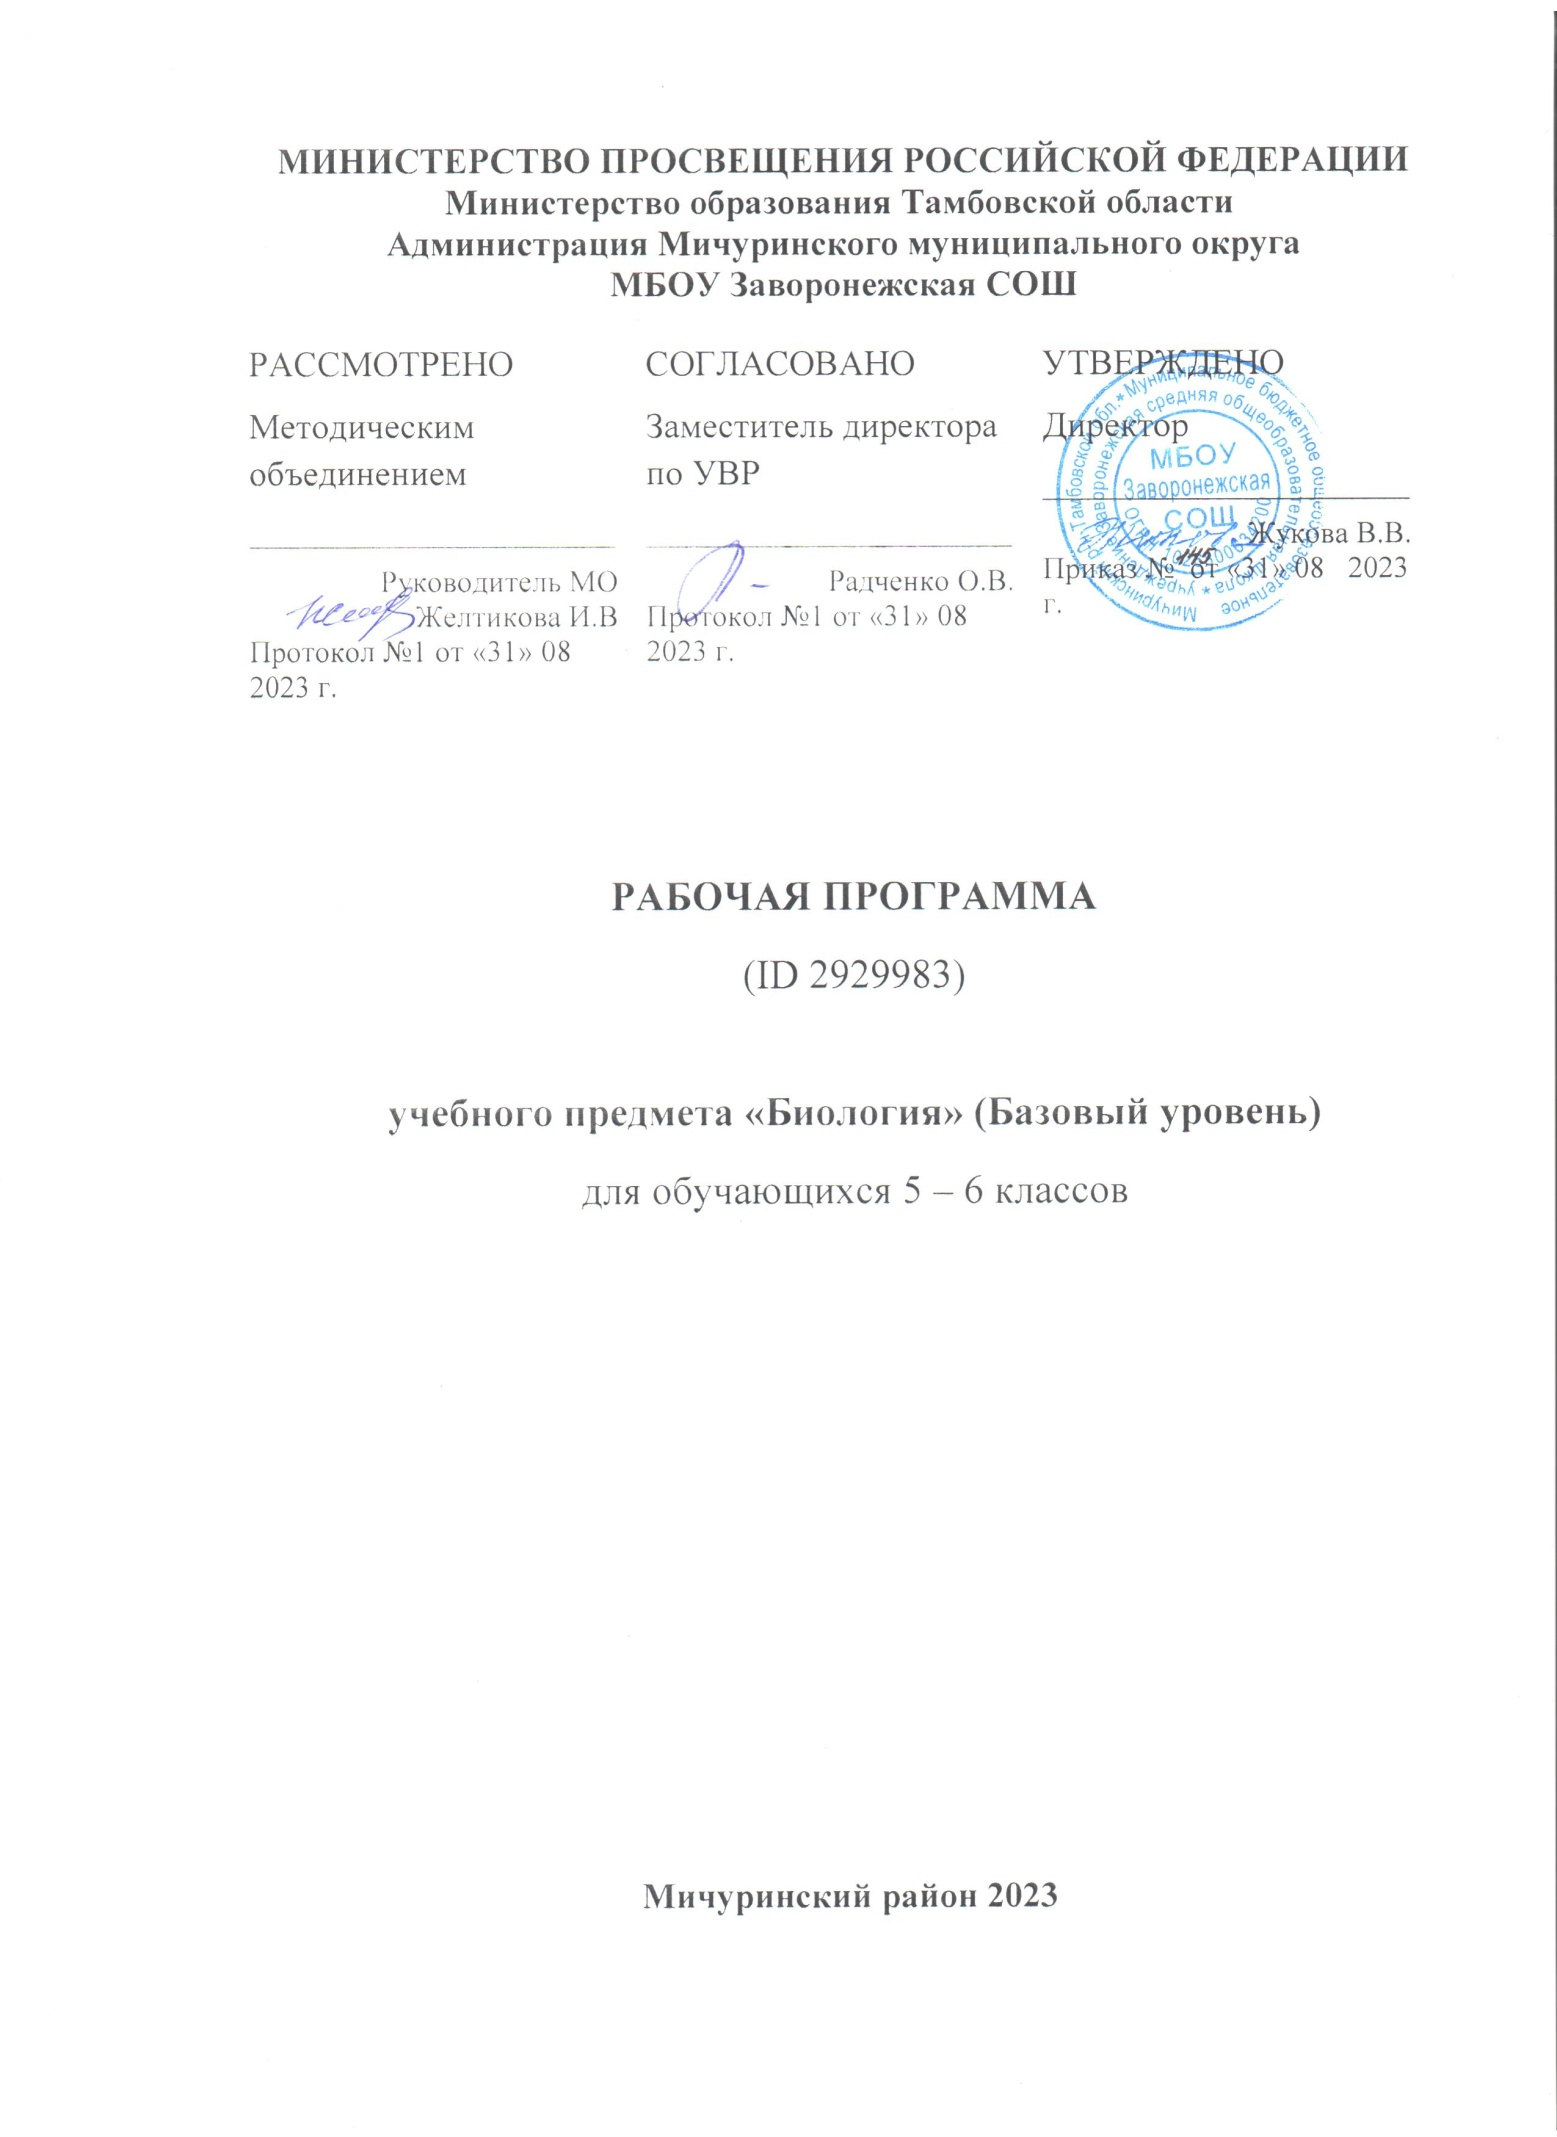 МИНИСТЕРСТВО ПРОСВЕЩЕНИЯ РОССИЙСКОЙ ФЕДЕРАЦИИ
Министерство образования Тамбовской области
Администрация Мичуринского муниципального округа
МБОУ Заворонежская СОШ
РАССМОТРЕНО
Методическим
объединением
Руководитель МО
Желтикова И.В
Протокол №1 от «31» 08
2023 г.
СОГЛАСОВАНО
Заместитель директора
по УВР
Радченко О.В.
Протокол №1 от «31» 08
2023 г.
УТВЕРЖДЕНО
Директор
Жукова В.В.
Приказ № 145 от «31» 08 2023
г.
МБОУ
Заворонежская
СОШ
РАБОЧАЯ ПРОГРАММА
(ID 2929983)
учебного предмета «Биология» (Базовый уровень)
для обучающихся 5 – 6 классов
Мичуринский район 2023